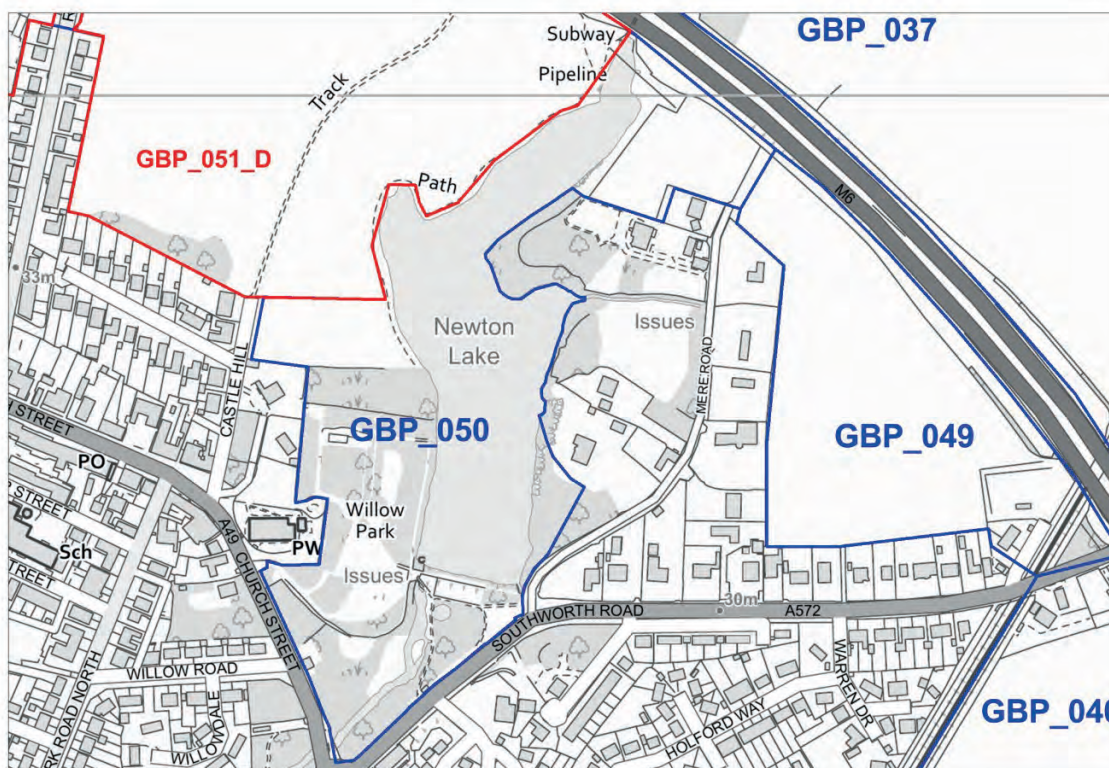 GBP_037
Subway
Pipeline
Track
GBP_051_D
Path
M6
33m
Newton
Lake
Issues
MERE ROAD
CASTLE HILL
GBP_050
GBP_049
STREET
PO
Willow
Park
PW
Sch
STREET
STREET
Issues
A49 CHURCH STREET
SOUTHWORTH ROAD
30m
A572
WILLOW ROAD
WILLOWDALE
ROAD NORTH
WARREN DR
HOLFORD WAY
GBP_046